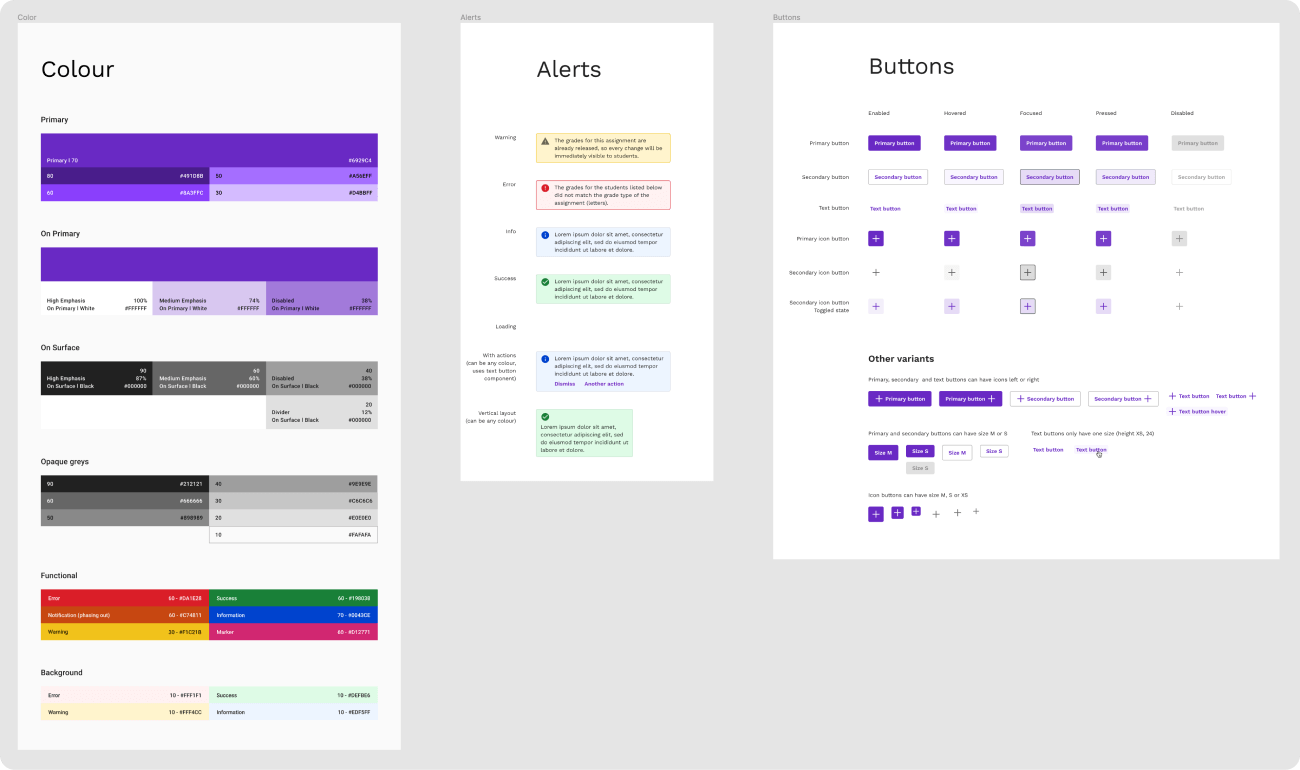 Color
Colour
Primary
Primary | 70 #6929C4
80 #491D8B
50 #A56EFF
60 #8A3FFC
30 #D4BBFF
On Primary
High Emphasis 100%
On Primary | White #FFFFFF
Medium Emphasis 74%
On Primary | White #FFFFFF
Disabled 38%
On Primary | White #FFFFFF
On Surface
90
High Emphasis 87%
On Surface | Black #000000
60
Medium Emphasis 60%
On Surface | Black #000000
40
Disabled 38%
On Surface | Black #000000
20
Divider 12%
On Surface | Black #000000
Opaque greys
90 #212121
40 #9E9E9E
60 #666666
30 #C6C6C6
50 #898989
20 #E0E0E0
10 #FAFAFA
Functional
Error 60 - #DA1E28
Success 60 - #198038
Notification (phasing out) 60 - #C74811
Information 70 - #0043CE
Warning 30 - #F1C21B
Marker 60 - #D12771
Background
Error 10 - #FFF1F1
Success 10 - #DEFBE6
Warning 10 - #FFF4CC
Information 10 - #EDF5FF
Alerts
Alerts
Warning
The grades for this assignment are
already released, so every change will be
immediately visible to students.
Error
The grades for the students listed below
did not match the grade type of the
assignment (letters).
Info
Lorem ipsum dolor sit amet, consectetur
adipiscing elit, sed do eiusmod tempor
incididunt ut labore et dolore.
Success
Lorem ipsum dolor sit amet, consectetur
adipiscing elit, sed do eiusmod tempor
incididunt ut labore et dolore.
Loading
With actions
(can be any colour,
uses text button
component)
Lorem ipsum dolor sit amet, consectetur
adipiscing elit, sed do eiusmod tempor
incididunt ut labore et dolore.
Dismiss Another action
Vertical layout
(can be any colour)
Lorem ipsum dolor sit amet,
consectetur adipiscing elit, sed do
eiusmod tempor incididunt ut
labore et dolore.
Buttons
Buttons
Enabled Hovered Focused Pressed Disabled
Primary button Primary button Primary button Primary button Primary button Primary button
Secondary button Secondary button Secondary button Secondary button Secondary button Secondary button
Text button Text button Text button Text button Text button Text button
Primary icon button
Secondary icon button
Secondary icon button
Toggled state
Other variants
Primary, secondary and text buttons can have icons left or right
Primary button Primary button Secondary button Secondary button Text button Text button
Text button hover
Primary and secondary buttons can have size M or S
Size M Size S Size M Size S
Size S
Text buttons only have one size (height XS, 24)
Text button Text button
Icon buttons can have size M, S or XS